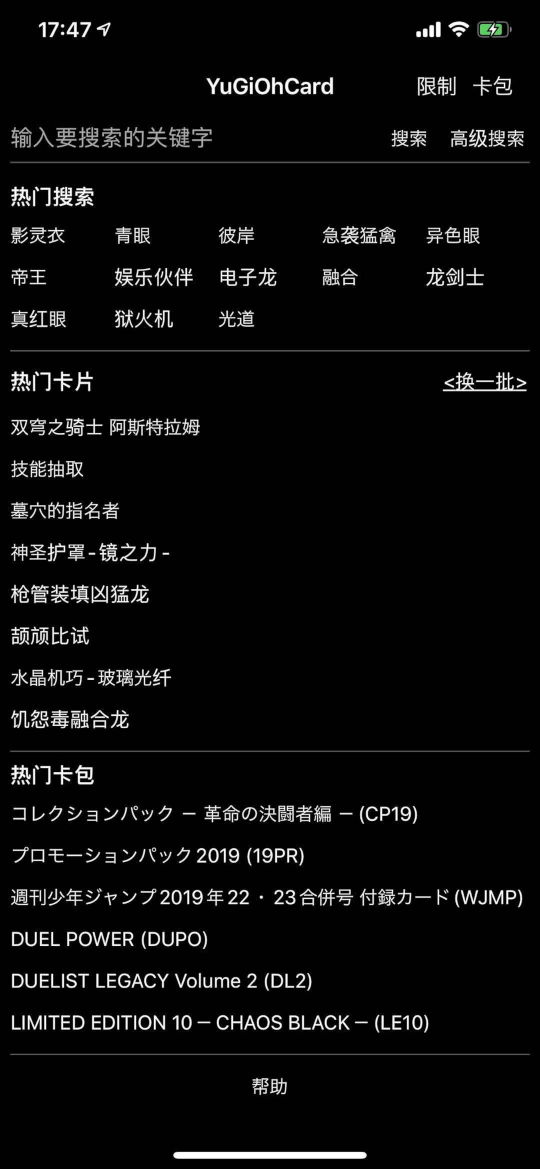 17:47
YuGiOhCard 限制 卡包
输入要搜索的关键字 搜索 高级搜索
热门搜索
影灵衣 青眼 彼岸 急袭猛禽 异色眼
帝王 娱乐伙伴 电子龙 融合 龙剑士
真红眼 狱火机 光道
热门卡片 <换一批>
双穹之骑士 阿斯特拉姆
技能抽取
墓穴的指名者
神圣护罩-镜之力-
枪管装填凶猛龙
颉颃比试
水晶机巧-玻璃光纤
饥怨毒融合龙
热门卡包
コレクションパック － 革命の決闘者編 － (CP19)
プロモーションパック2019 (19PR)
週刊少年ジャンプ2019年22・23合併号 付録カード (WJMP)
DUEL POWER (DUPO)
DUELIST LEGACY Volume 2 (DL2)
LIMITED EDITION 10 － CHAOS BLACK － (LE10)
帮助